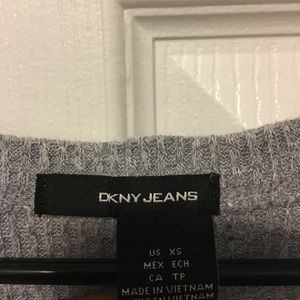 DKNY JEANS
US XS
MEX ECH
CA TP
MADE IN VIETNAM